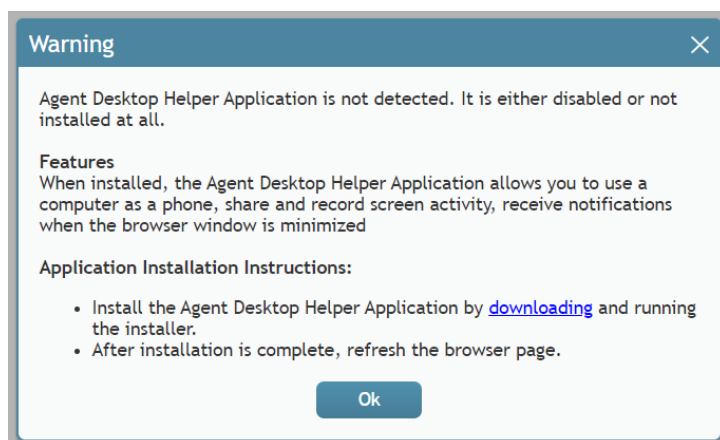 Warning
Agent Desktop Helper Application is not detected. It is either disabled or not
installed at all.
Features
When installed, the Agent Desktop Helper Application allows you to use a
computer as a phone, share and record screen activity, receive notifications
when the browser window is minimized
Application Installation Instructions:
• Install the Agent Desktop Helper Application by downloading and running
the installer.
• After installation is complete, refresh the browser page.
Ok